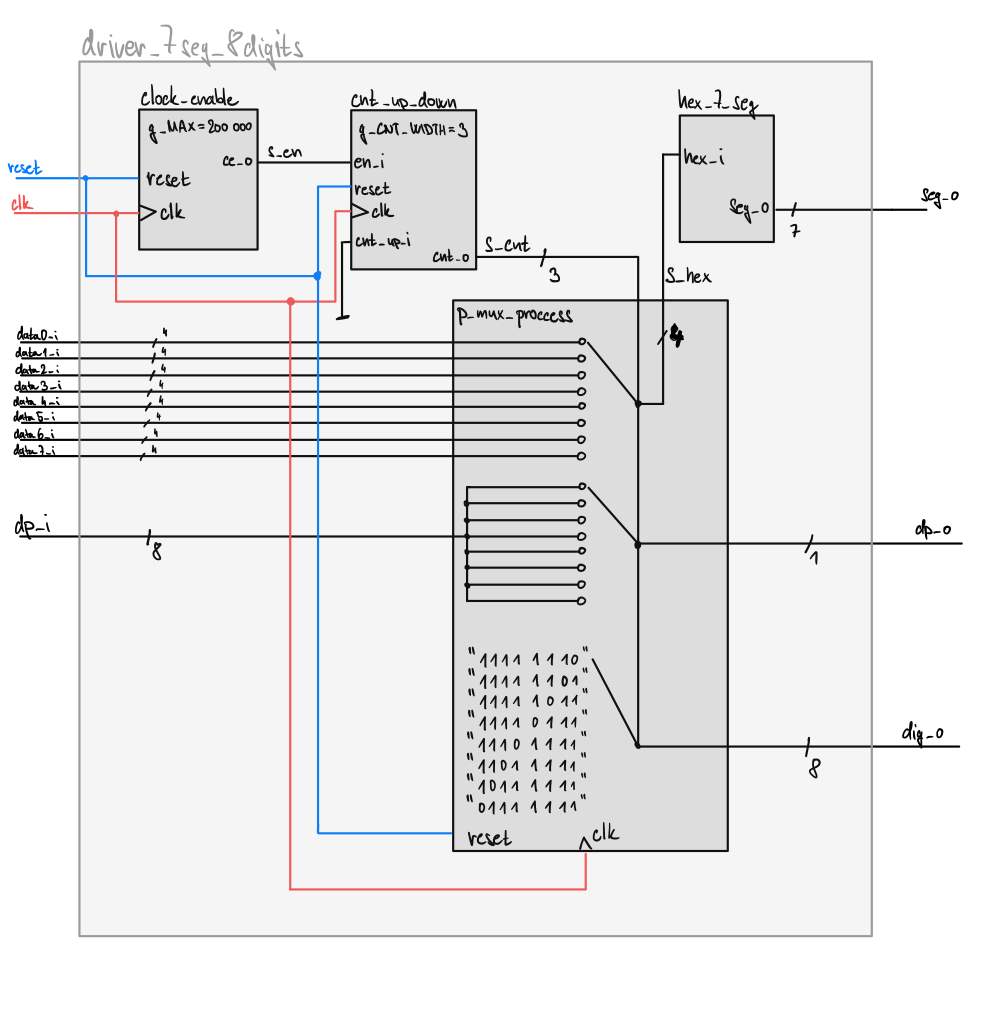 driver_7seg_8digits
clock_enable
g_MAX = 200 000
ce_o
reset
clk
s_en
cnt_up_down
g_CNT_WIDTH = 3
en_i
reset
clk
cnt_up_i
cnt_o
hex_7_seg
hex_i
seg_o
7
seg_o
reset
clk
s_cnt
3
s_hex
4
p_mux_proccess
data0_i
4
data1_i
4
data2_i
4
data3_i
4
data4_i
4
data5_i
4
data6_i
4
data7_i
4
dp_i
8
dp_o
1
"1111 1110"
"1111 1101"
"1111 1011"
"1111 0111"
"1110 1111"
"1101 1111"
"1011 1111"
"0111 1111"
dig_o
8
reset
clk